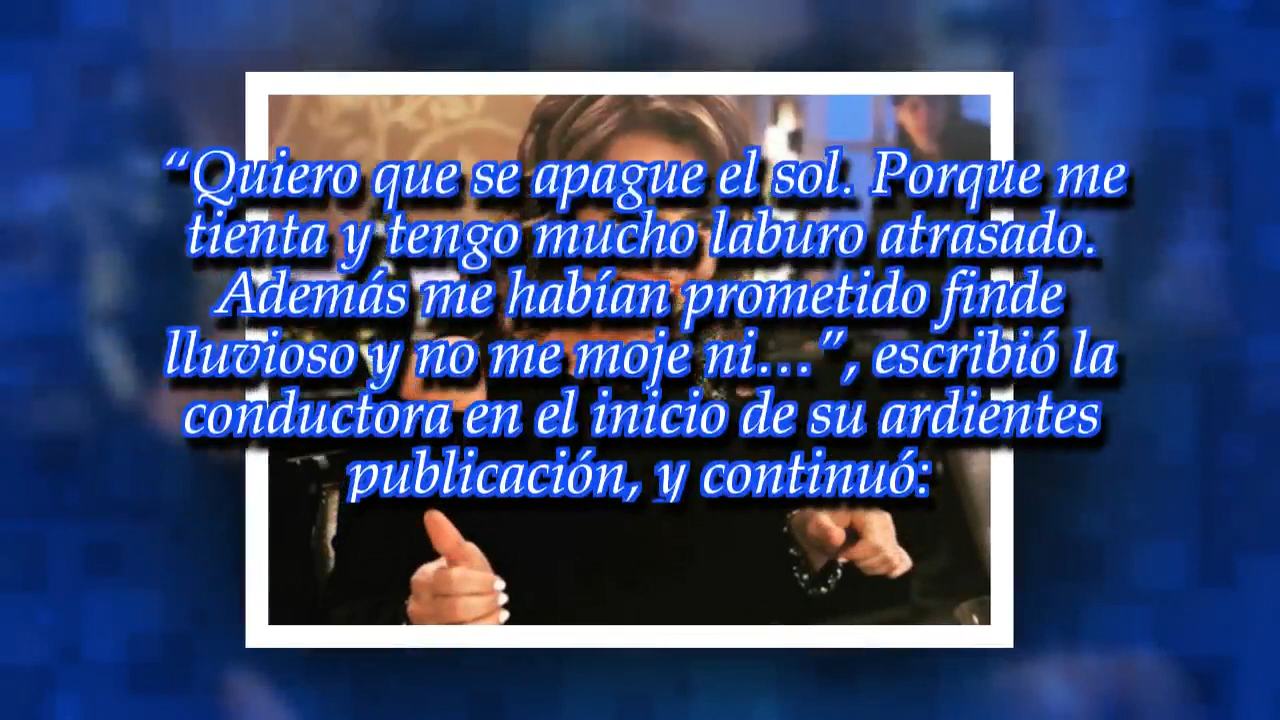 “Quiero que se apague el sol. Porque me
tienta y tengo mucho laburo atrasado.
Además me habían prometido finde
lluvioso y no me moje ni…”, escribió la
conductora en el inicio de su ardientes
publicación, y continuó: